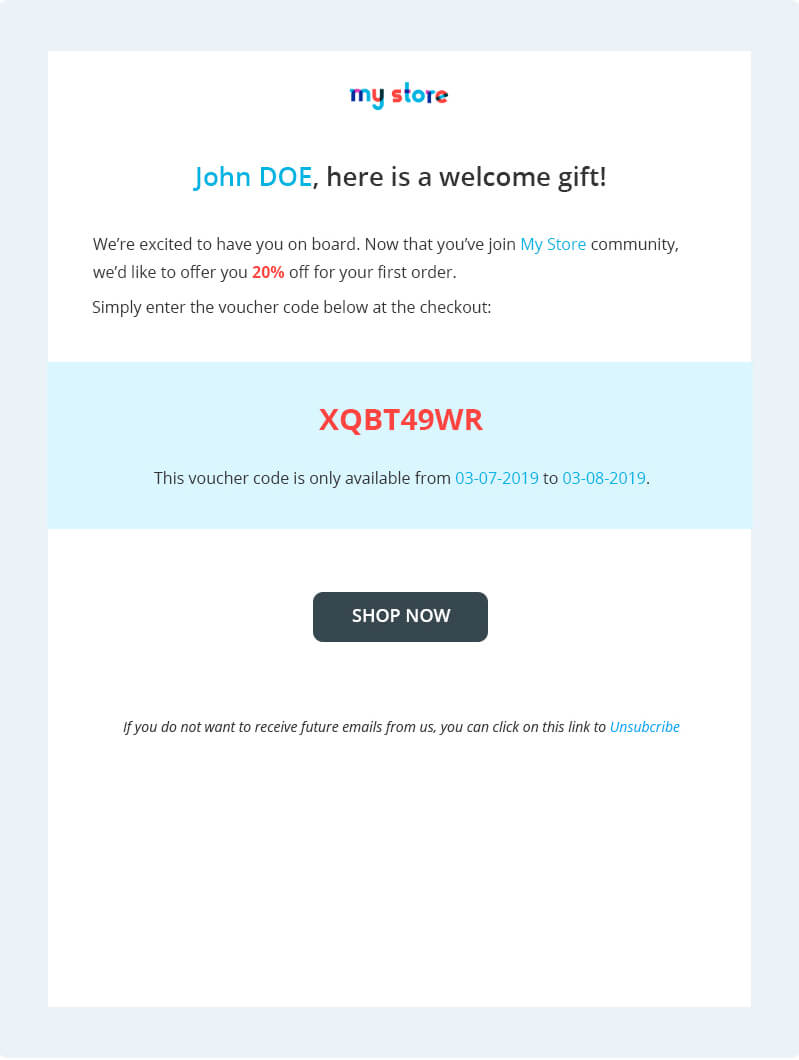 my store
John DOE, here is a welcome gift!
We’re excited to have you on board. Now that you’ve join My Store community,
we’d like to offer you 20% off for your first order.
Simply enter the voucher code below at the checkout:
XQBT49WR
This voucher code is only available from 03-07-2019 to 03-08-2019.
SHOP NOW
If you do not want to receive future emails from us, you can click on this link to Unsubcribe